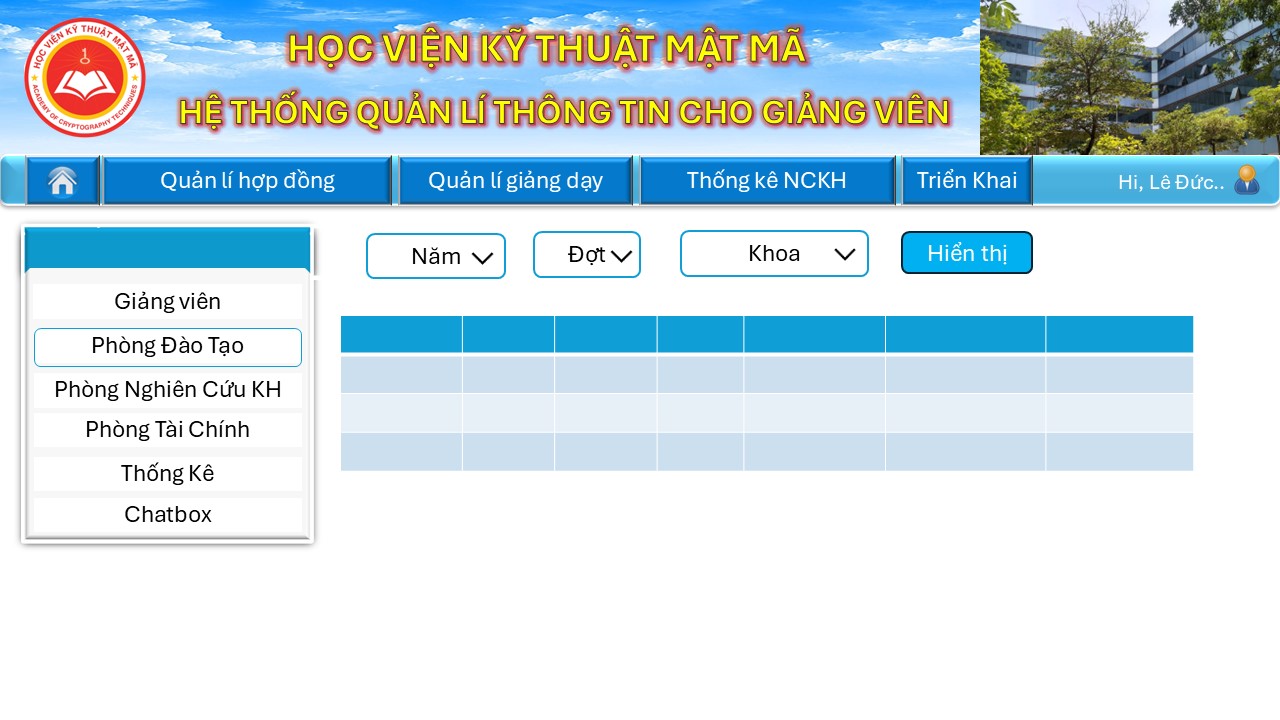 HỌC VIỆN KỸ THUẬT MẬT MÃ
ACADEMY OF CRYPTOGRAPHY TECHNIQUES
HỌC VIỆN KỸ THUẬT MẬT MÃ
HỆ THỐNG QUẢN LÍ THÔNG TIN CHO GIẢNG VIÊN
Quản lí hợp đồng
Quản lí giảng dạy
Thống kê NCKH
Triển Khai
Hi, Lê Đức..
Giảng viên
Phòng Đào Tạo
Phòng Nghiên Cứu KH
Phòng Tài Chính
Thống Kê
Chatbox
Năm
Đợt
Khoa
Hiển thị